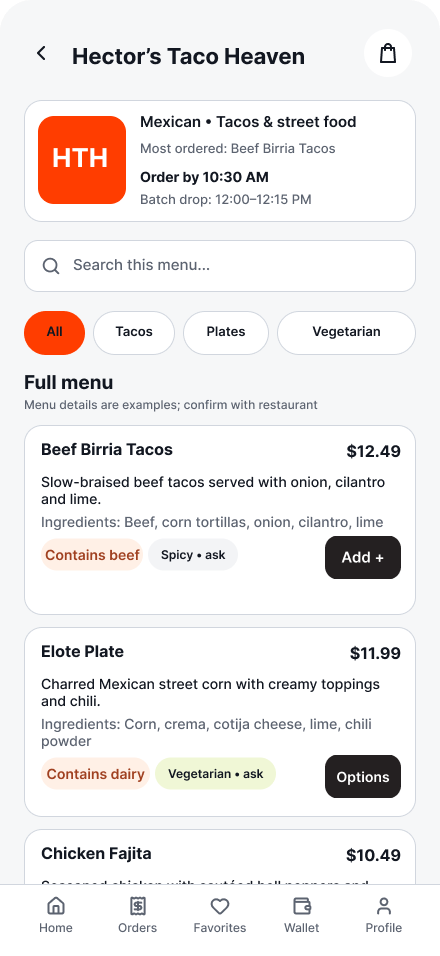 Hector’s Taco Heaven
HTH
Mexican • Tacos & street food
Most ordered: Beef Birria Tacos
Order by 10:30 AM
Batch drop: 12:00–12:15 PM
Search this menu...
All Tacos Plates Vegetarian
Full menu
Menu details are examples; confirm with restaurant
Beef Birria Tacos $12.49
Slow-braised beef tacos served with onion, cilantro
and lime.
Ingredients: Beef, corn tortillas, onion, cilantro, lime
Contains beef Spicy • ask Add +
Elote Plate $11.99
Charred Mexican street corn with creamy toppings
and chili.
Ingredients: Corn, crema, cotija cheese, lime, chili
powder
Contains dairy Vegetarian • ask Options
Chicken Fajita $10.49
Home Orders Favorites Wallet Profile